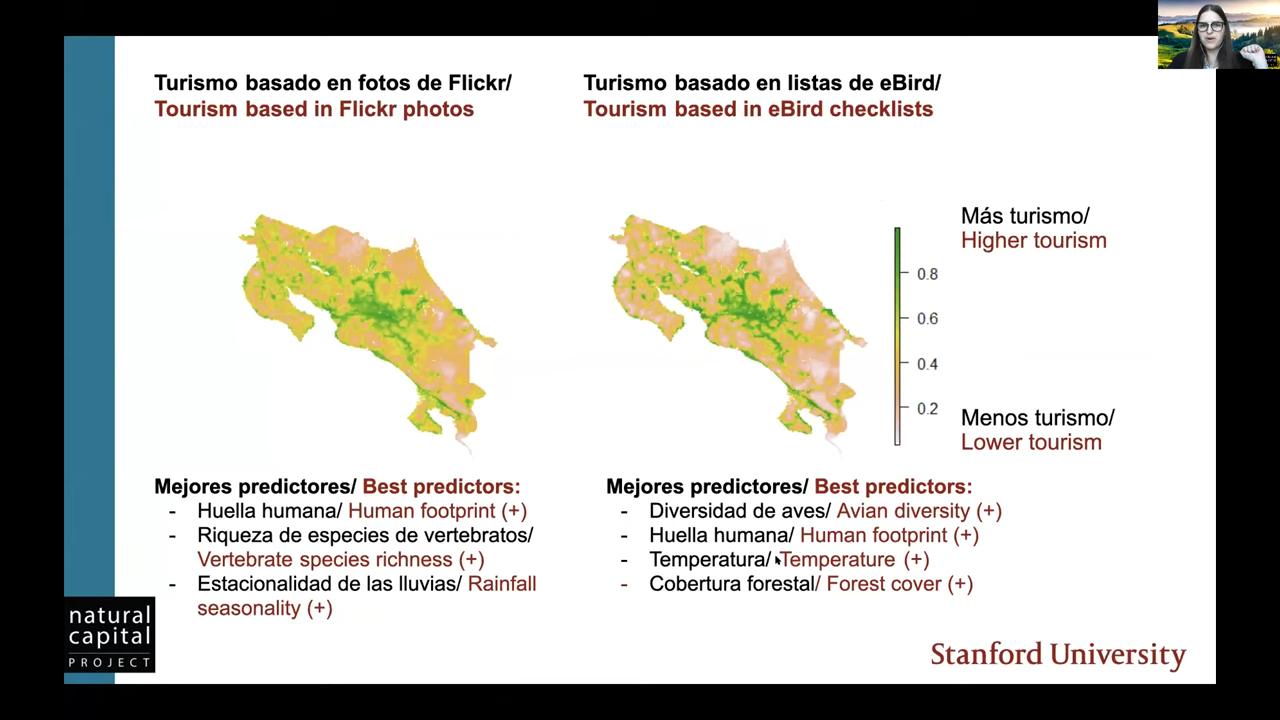 Turismo basado en fotos de Flickr/
Tourism based in Flickr photos
Turismo basado en listas de eBird/
Tourism based in eBird checklists
Más turismo/
Higher tourism
0.8
0.6
0.4
0.2
Menos turismo/
Lower tourism
Mejores predictores/ Best predictors:
- Huella humana/ Human footprint (+)
- Riqueza de especies de vertebratos/
Vertebrate species richness (+)
- Estacionalidad de las lluvias/ Rainfall
seasonality (+)
Mejores predictores/ Best predictors:
- Diversidad de aves/ Avian diversity (+)
- Huella humana/ Human footprint (+)
- Temperatura/ Temperature (+)
- Cobertura forestal/ Forest cover (+)
natural
capital
PROJECT
Stanford University